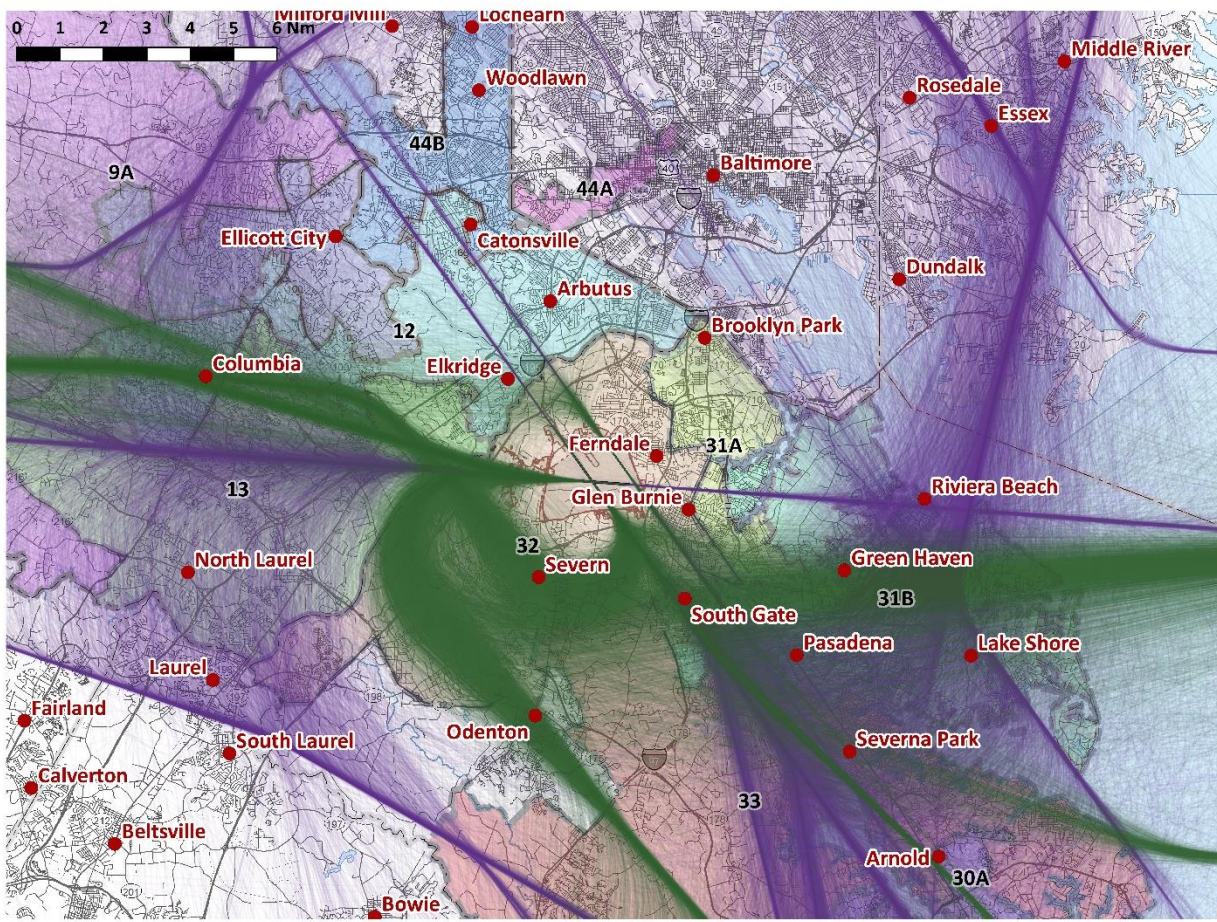 Milford Mill
Lochearn
0 1 2 3 4 5 6 Nm
Middle River
Woodlawn
Rosedale
Essex
44B
9A
Baltimore
44A
Ellicott City
Catonsville
Dundalk
Arbutus
12
Brooklyn Park
Columbia
Elkridge
Ferndale
31A
13
Glen Burnie
Riviera Beach
32
North Laurel
Severn
Green Haven
31B
South Gate
Pasadena
Lake Shore
Laurel
Fairland
Odenton
South Laurel
Severna Park
Calverton
33
Beltsville
Arnold
30A
Bowie